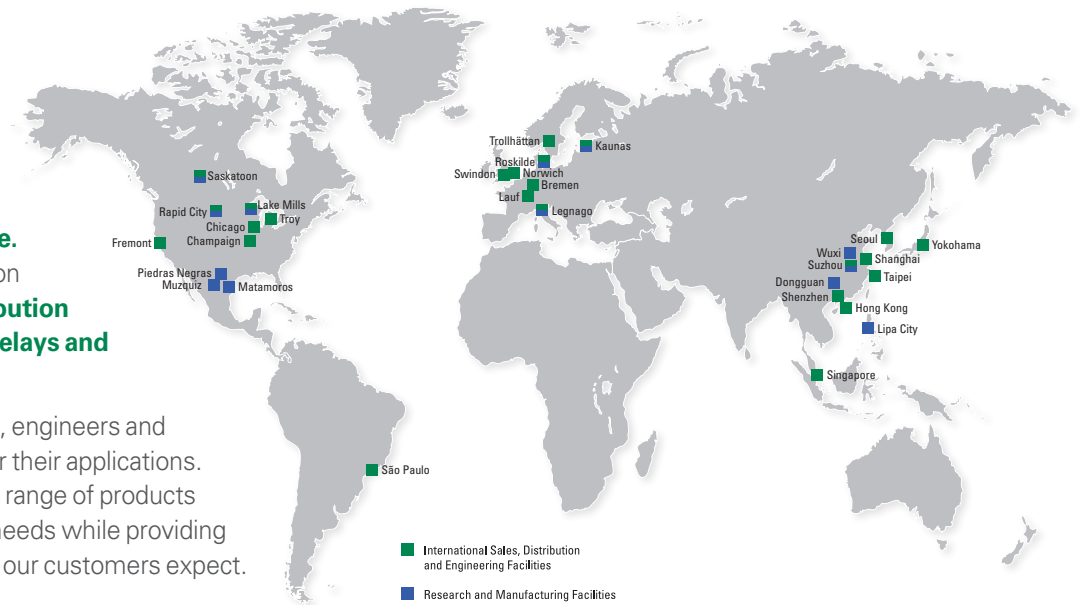 Trollhättan
Kaunas
Roskilde
Swindon
Norwich
Bremen
Lauf
Legnago
Saskatoon
Rapid City
Lake Mills
Troy
Chicago
Champaign
Fremont
Piedras Negras
Muzquiz
Matamoros
Seoul
Yokohama
Wuxi
Shanghai
Suzhou
Taipei
Dongguan
Shenzhen
Hong Kong
Lipa City
Singapore
São Paulo
e.
on
bution
elays and
, engineers and
r their applications.
range of products
needs while providing
our customers expect.
International Sales, Distribution
and Engineering Facilities
Research and Manufacturing Facilities